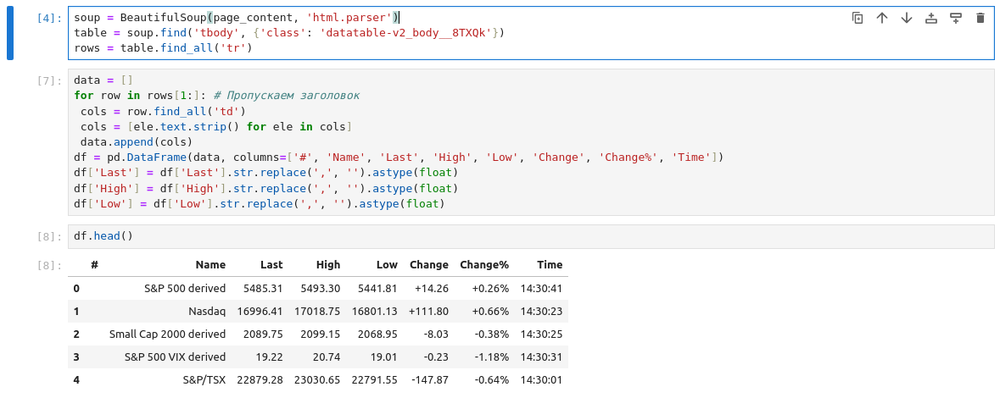 [4]: soup = BeautifulSoup(page_content, 'html.parser')
table = soup.find('tbody', {'class': 'datatable-v2_body__8TXQk'})
rows = table.find_all('tr')
[7]: data = []
for row in rows[1:]: # Пропускаем заголовок
 cols = row.find_all('td')
 cols = [ele.text.strip() for ele in cols]
 data.append(cols)
df = pd.DataFrame(data, columns=['#', 'Name', 'Last', 'High', 'Low', 'Change', 'Change%', 'Time'])
df['Last'] = df['Last'].str.replace(',', '').astype(float)
df['High'] = df['High'].str.replace(',', '').astype(float)
df['Low'] = df['Low'].str.replace(',', '').astype(float)
[8]: df.head()
[8]: # Name Last High Low Change Change% Time
0 S&P 500 derived 5485.31 5493.30 5441.81 +14.26 +0.26% 14:30:41
1 Nasdaq 16996.41 17018.75 16801.13 +111.80 +0.66% 14:30:23
2 Small Cap 2000 derived 2089.75 2099.15 2068.95 -8.03 -0.38% 14:30:25
3 S&P 500 VIX derived 19.22 20.74 19.01 -0.23 -1.18% 14:30:31
4 S&P/TSX 22879.28 23030.65 22791.55 -147.87 -0.64% 14:30:01